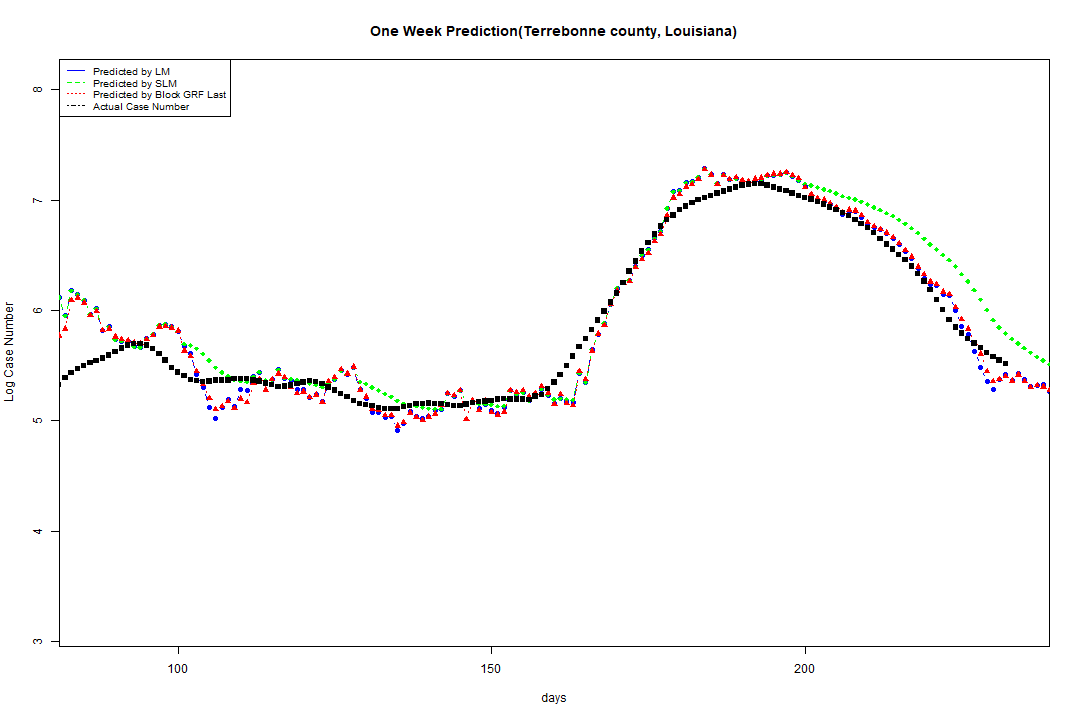 One Week Prediction(Terrebonne county, Louisiana)
Predicted by LM
Predicted by SLM
Predicted by Block GRF Last
Actual Case Number
8
7
6
5
4
3
Log Case Number
100
150
200
days